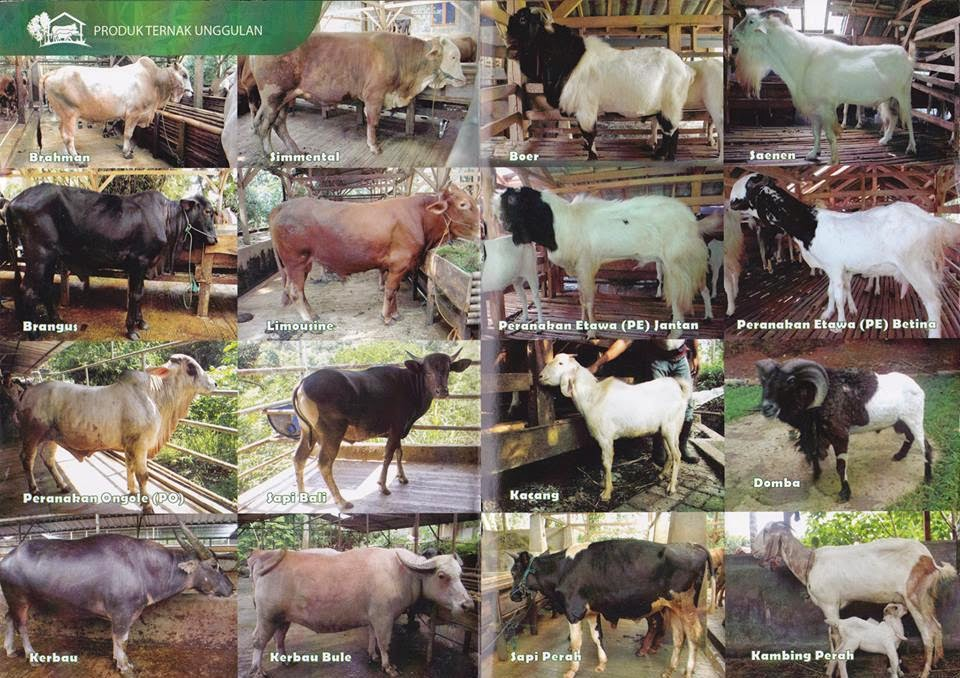 PRODUK TERNAK UNGGULAN
Brahman
Simmental
Boer
Saenen
Brangus
Limousine
Peranakan Etawa (PE) Jantan
Peranakan Etawa (PE) Betina
Peranakan Ongole (PO)
Sapi Bali
Kacang
Domba
Kerbau
Kerbau Bule
Sapi Perah
Kambing Perah